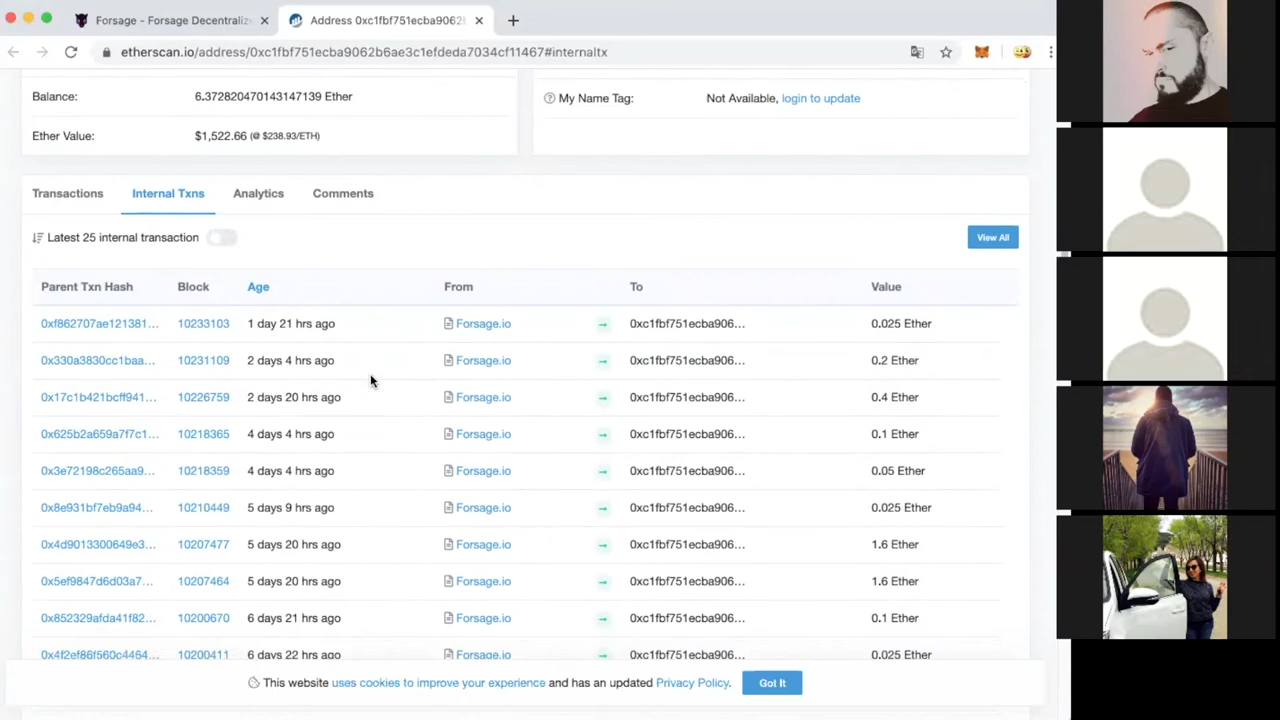 Forsage - Forsage Decentraliz
Address 0xc1fbf751ecba9062b
etherscan.io/address/0xc1fbf751ecba9062b6ae3c1efdeda7034cf11467#internaltx
Balance: 6.372820470143147139 Ether
My Name Tag: Not Available, login to update
Ether Value: $1,522.66 (@ $238.93/ETH)
Transactions Internal Txns Analytics Comments
Latest 25 internal transaction View All
Parent Txn Hash Block Age From To Value
0xf862707ae121381... 10233103 1 day 21 hrs ago Forsage.io 0xc1fbf751ecba906... 0.025 Ether
0x330a3830cc1baa... 10231109 2 days 4 hrs ago Forsage.io 0xc1fbf751ecba906... 0.2 Ether
0x17c1b421bcff941... 10226759 2 days 20 hrs ago Forsage.io 0xc1fbf751ecba906... 0.4 Ether
0x625b2a659a7f7c1... 10218365 4 days 4 hrs ago Forsage.io 0xc1fbf751ecba906... 0.1 Ether
0x3e72198c265aa9... 10218359 4 days 4 hrs ago Forsage.io 0xc1fbf751ecba906... 0.05 Ether
0x8e931bf7eb9a94... 10210449 5 days 9 hrs ago Forsage.io 0xc1fbf751ecba906... 0.025 Ether
0x4d9013300649e3... 10207477 5 days 20 hrs ago Forsage.io 0xc1fbf751ecba906... 1.6 Ether
0x5ef9847d6d03a7... 10207464 5 days 20 hrs ago Forsage.io 0xc1fbf751ecba906... 1.6 Ether
0x852329afda41f82... 10200670 6 days 21 hrs ago Forsage.io 0xc1fbf751ecba906... 0.1 Ether
0x4f2ef86f560c4464... 10200411 6 days 22 hrs ago Forsage.io 0xc1fbf751ecba906... 0.025 Ether
This website uses cookies to improve your experience and has an updated Privacy Policy. Got It